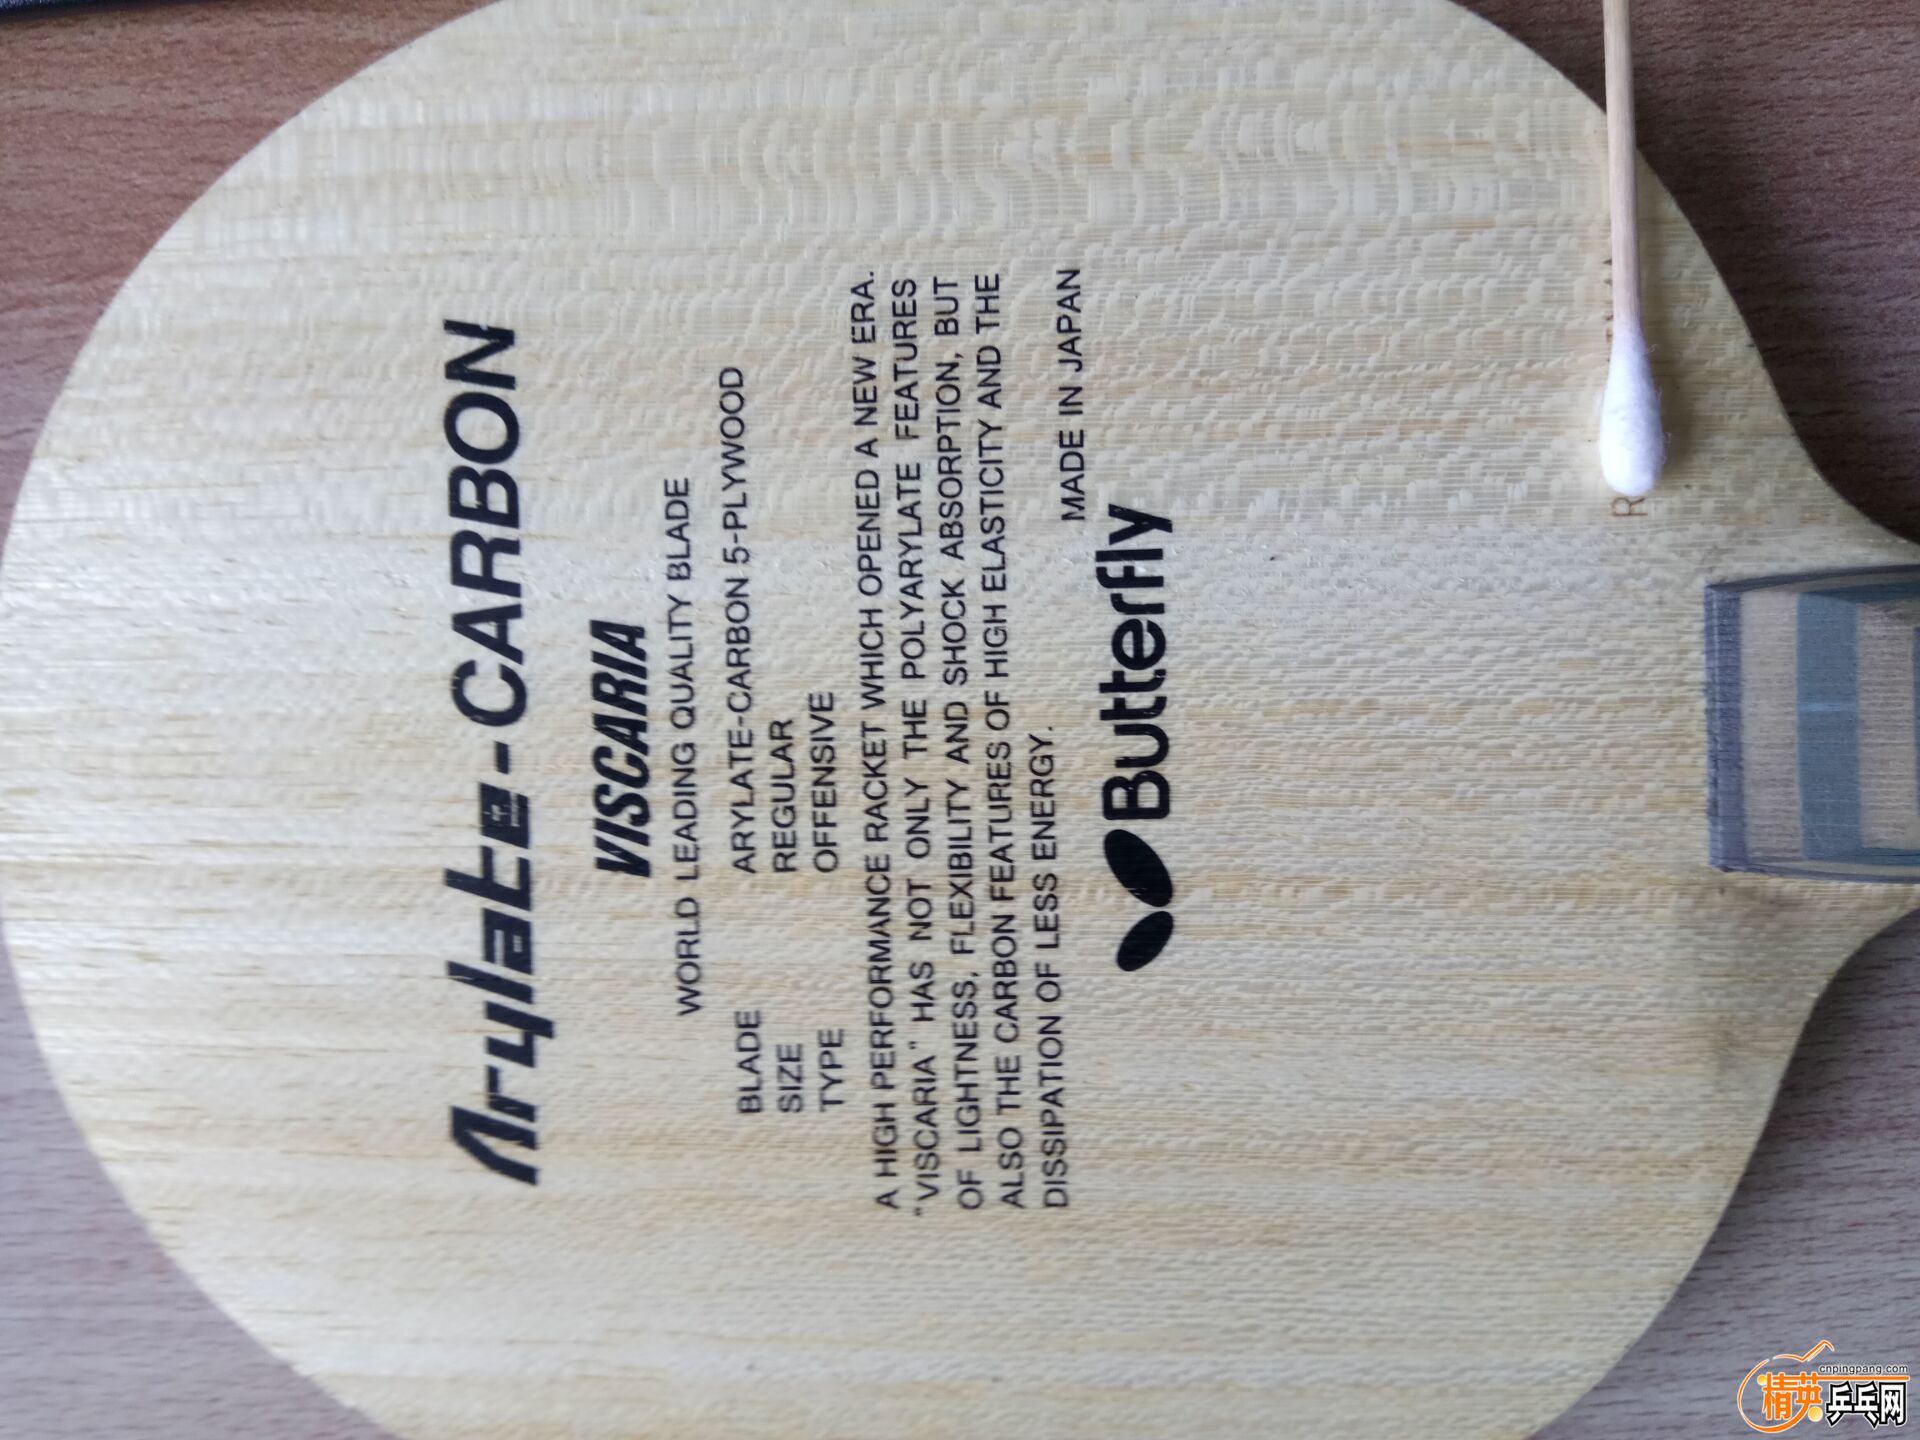 Arylate-CARBON
VISCARIA
WORLD LEADING QUALITY BLADE
BLADE ARYLATE-CARBON 5-PLYWOOD
SIZE REGULAR
TYPE OFFENSIVE
A HIGH PERFORMANCE RACKET WHICH OPENED A NEW ERA.
"VISCARIA" HAS NOT ONLY THE POLYARYLATE FEATURES
OF LIGHTNESS, FLEXIBILITY AND SHOCK ABSORPTION, BUT
ALSO THE CARBON FEATURES OF HIGH ELASTICITY AND THE
DISSIPATION OF LESS ENERGY.
MADE IN JAPAN
Butterfly
cnpingpang.com
精英乒乓网